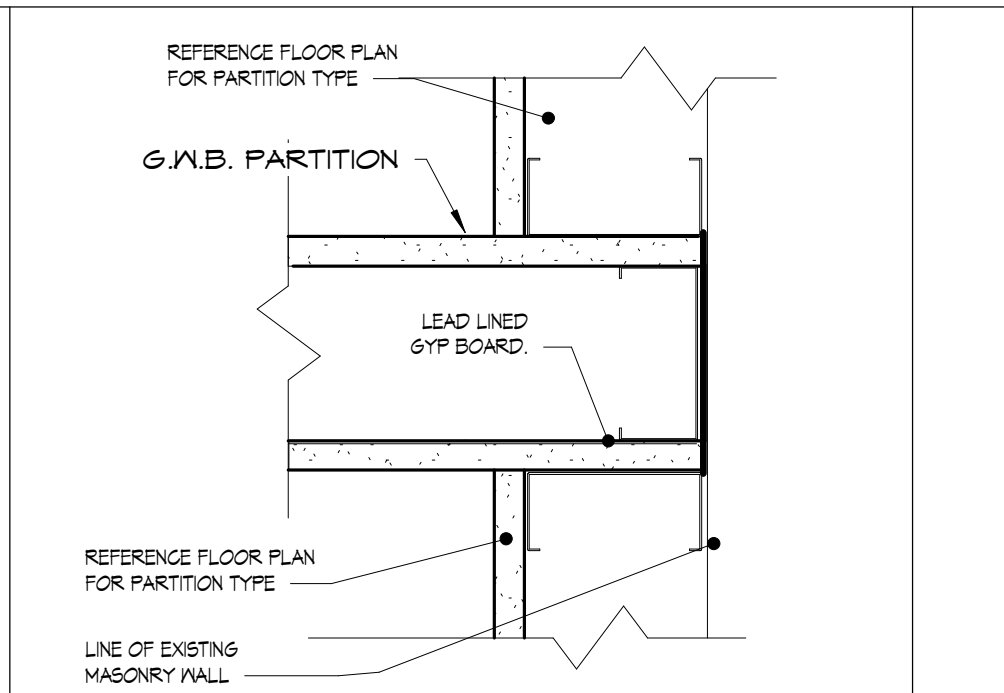 REFERENCE FLOOR PLAN
FOR PARTITION TYPE
G.W.B. PARTITION
LEAD LINED
GYP BOARD.
REFERENCE FLOOR PLAN
FOR PARTITION TYPE
LINE OF EXISTING
MASONRY WALL